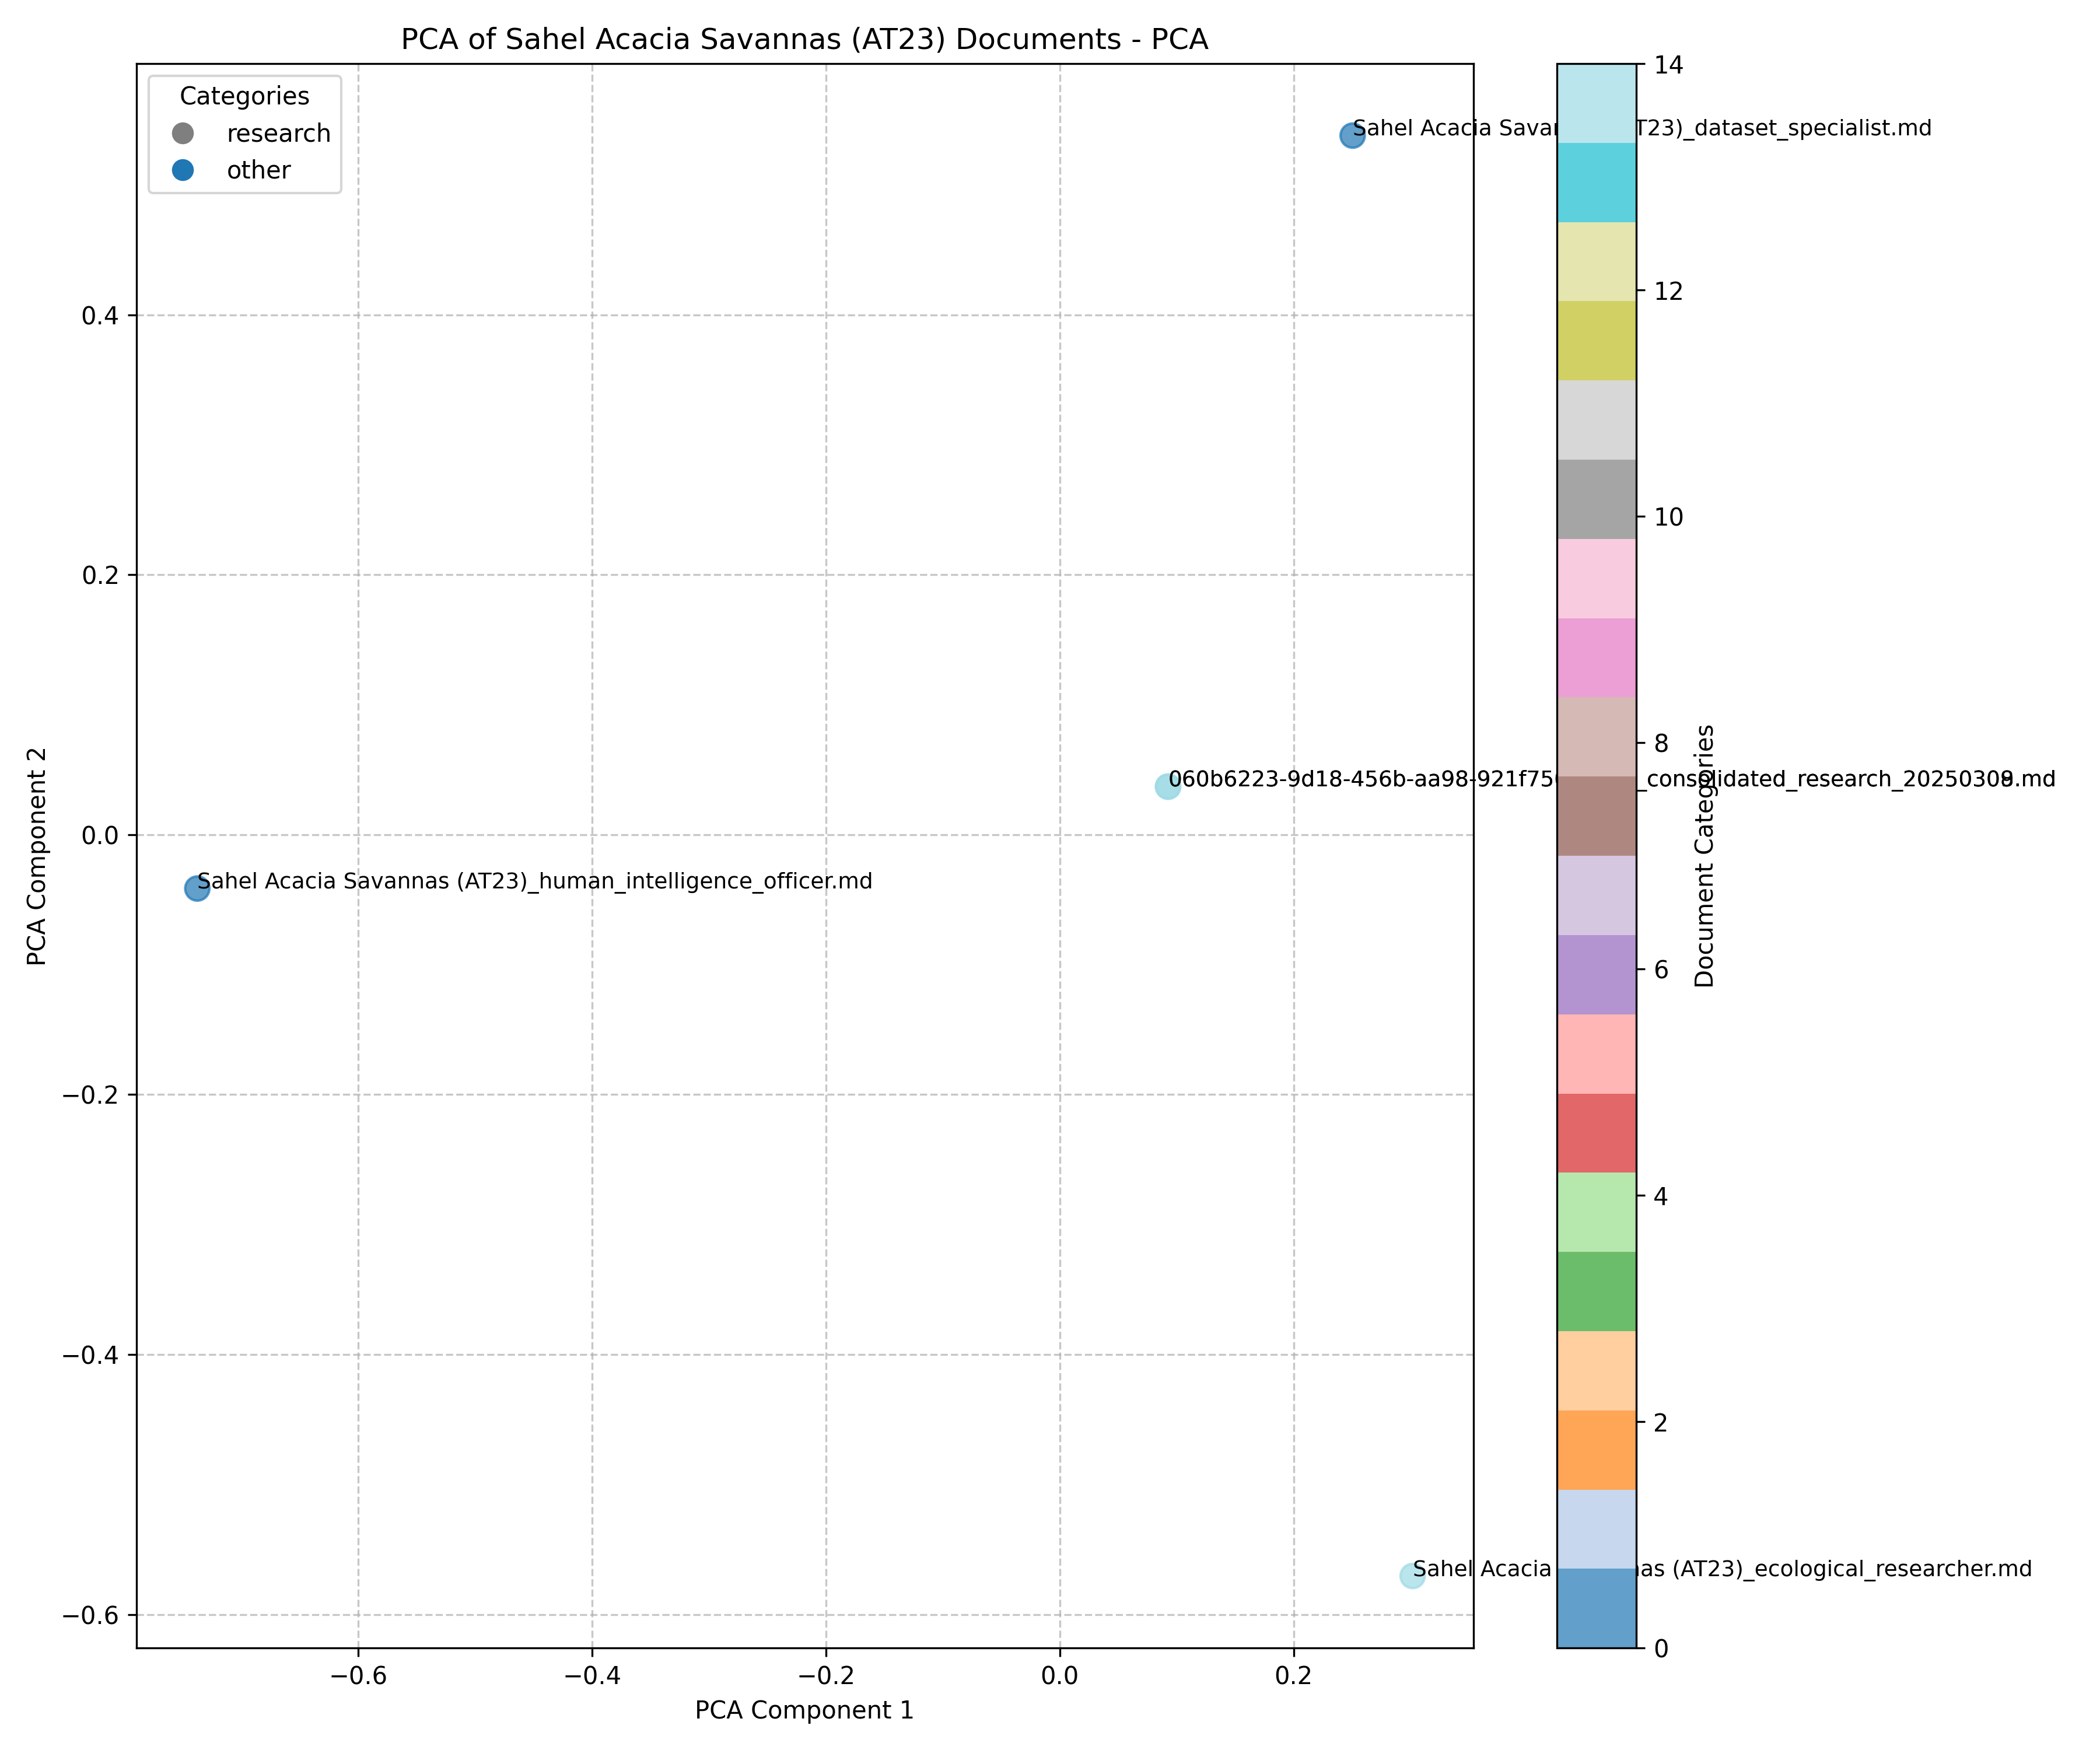 PCA of Sahel Acacia Savannas (AT23) Documents - PCA
Categories
research
other
Sahel Acacia Savan T23)_dataset_specialist.md
060b6223-9d18-456b-aa98-921f75 consolidated_research_202503 .md
Sahel Acacia Savannas (AT23)_human_intelligence_officer.md
Sahel Acacia nas (AT23)_ecological_researcher.md
0.4
0.2
0.0
−0.2
−0.4
−0.6
PCA Component 2
−0.6
−0.4
−0.2
0.0
0.2
PCA Component 1
14
12
10
8
6
4
2
0
Document Categories